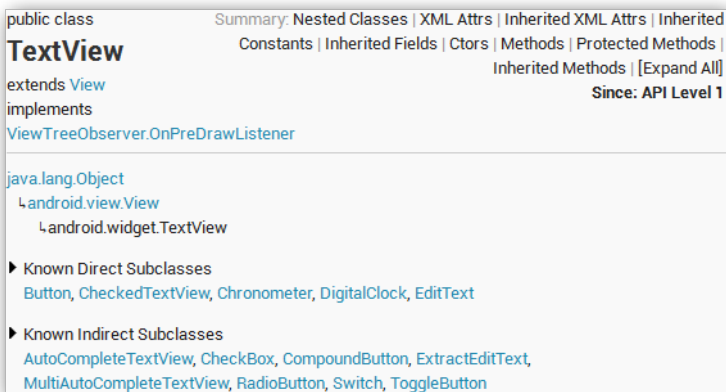 public class
Summary: Nested Classes | XML Attrs | Inherited XML Attrs | Inherited
TextView
Constants | Inherited Fields | Ctors | Methods | Protected Methods |
Inherited Methods | [Expand All]
extends View
Since: API Level 1
implements
ViewTreeObserver.OnPreDrawListener
java.lang.Object
↳android.view.View
↳android.widget.TextView
Known Direct Subclasses
Button, CheckedTextView, Chronometer, DigitalClock, EditText
Known Indirect Subclasses
AutoCompleteTextView, CheckBox, CompoundButton, ExtractEditText,
MultiAutoCompleteTextView, RadioButton, Switch, ToggleButton